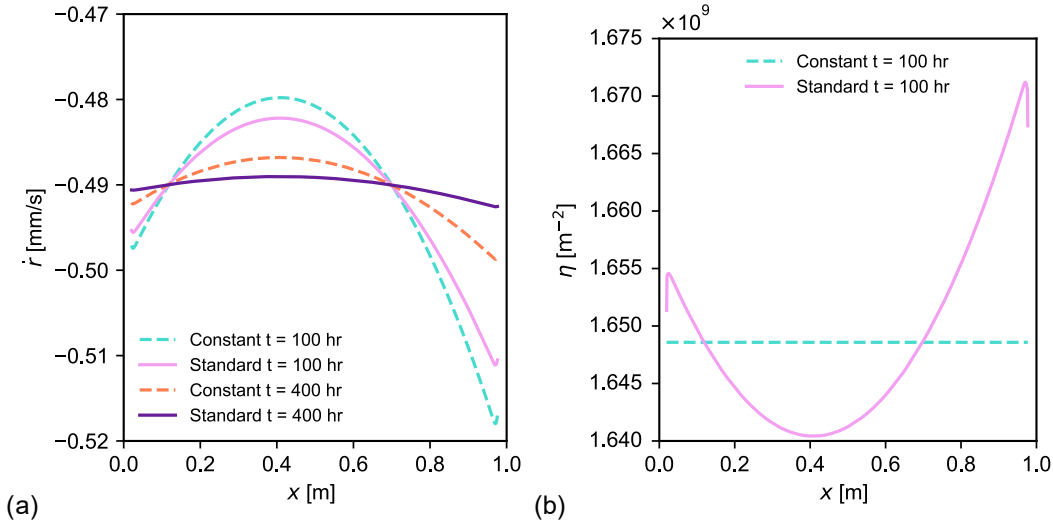 −0.47
−0.48
−0.49
−0.50
−0.51
−0.52
ṙ [mm/s]
Constant t = 100 hr
Standard t = 100 hr
Constant t = 400 hr
Standard t = 400 hr
0.0 0.2 0.4 0.6 0.8 1.0
x [m]
(a)
×10⁹
1.675
1.670
1.665
1.660
1.655
1.650
1.645
1.640
η [m⁻²]
Constant t = 100 hr
Standard t = 100 hr
0.0 0.2 0.4 0.6 0.8 1.0
x [m]
(b)